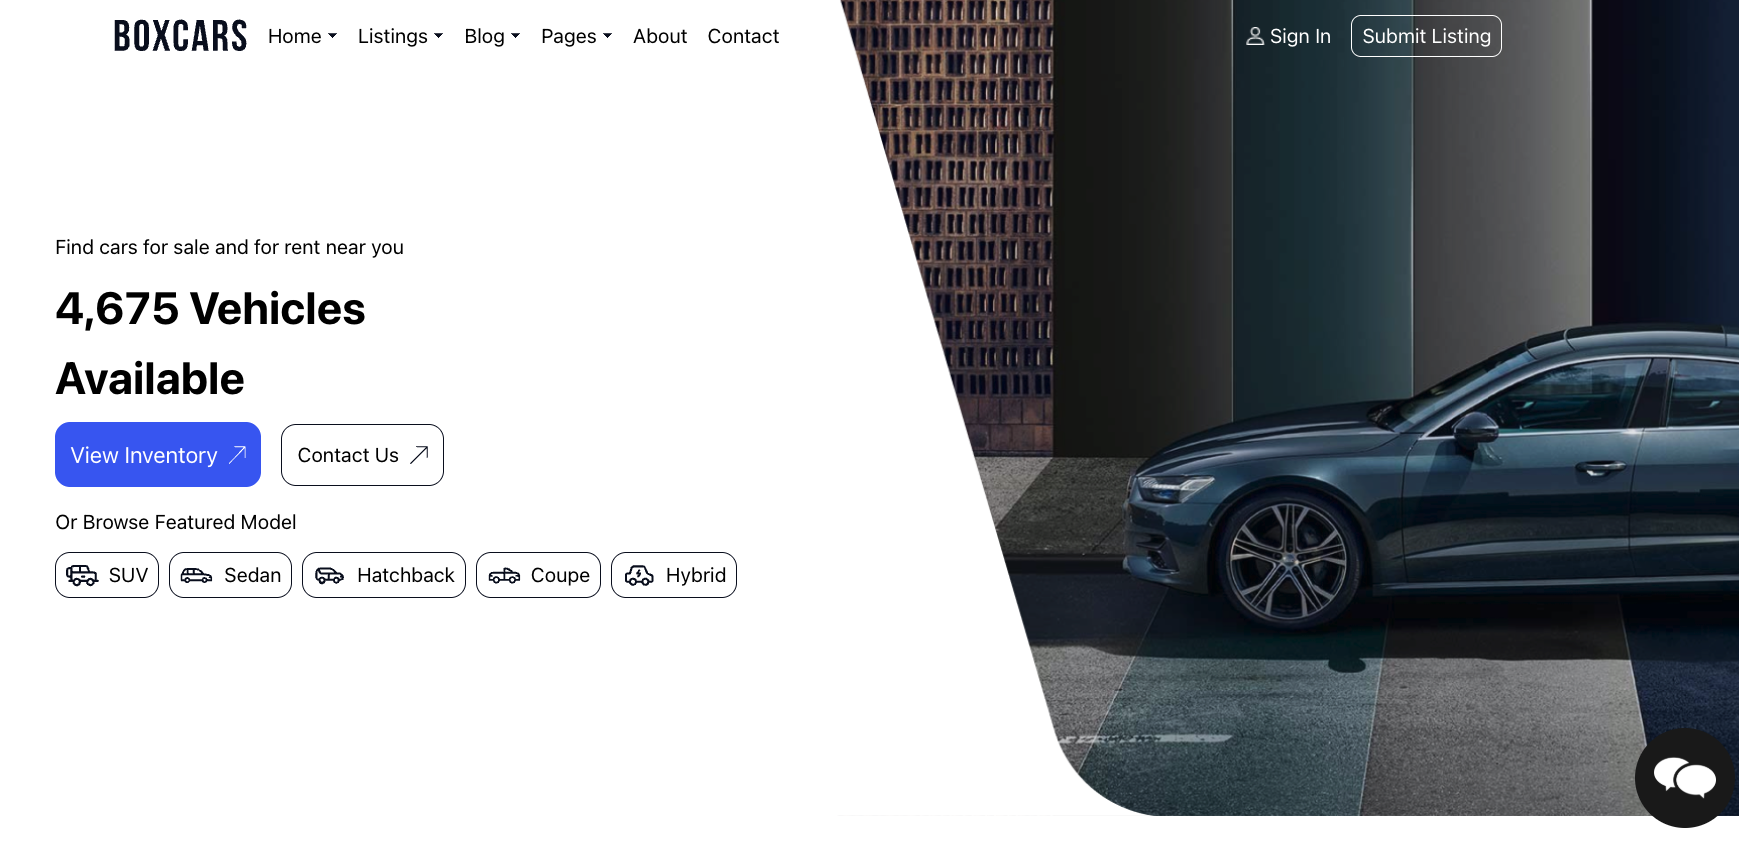 BOXCARS Home Listings Blog Pages About Contact Sign In Submit Listing
Find cars for sale and for rent near you
4,675 Vehicles
Available
View Inventory Contact Us
Or Browse Featured Model
SUV Sedan Hatchback Coupe Hybrid